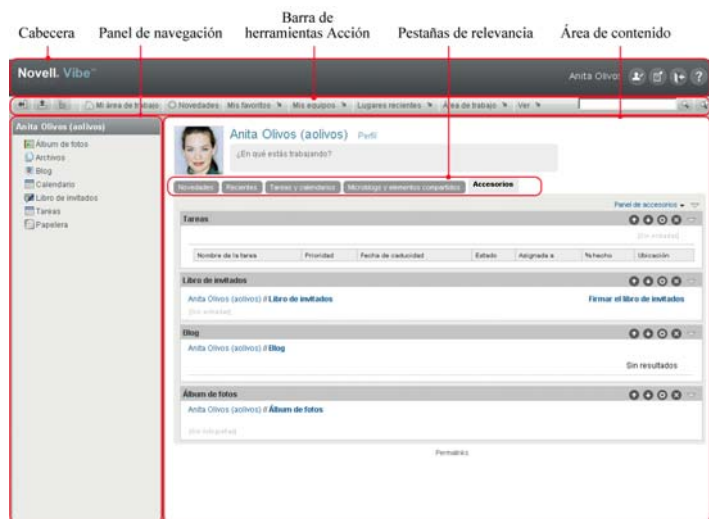 Cabecera
Panel de navegación
Barra de
herramientas Acción
Pestañas de relevancia
Área de contenido
Novell. Vibe™
Anita Olivos
Mi área de trabajo Novedades Mis favoritos Mis equipos Lugares recientes Área de trabajo Ver
Anita Olivos (aolivos)
Álbum de fotos
Archivos
Blog
Calendario
Libro de invitados
Tareas
Papelera
Anita Olivos (aolivos) Perfil
¿En qué estás trabajando?
Novedades Recientes Tareas y calendarios Microblogs y elementos compartidos Accesorios
Panel de accesorios
Tareas
[Sin entradas]
Nombre de la tarea Prioridad Fecha de caducidad Estado Asignada a %hecho Ubicación
Libro de invitados
Anita Olivos (aolivos) // Libro de invitados Firmar el libro de invitados
[Sin entradas]
Blog
Anita Olivos (aolivos) // Blog
Sin resultados
Álbum de fotos
Anita Olivos (aolivos) // Álbum de fotos
Permalinks